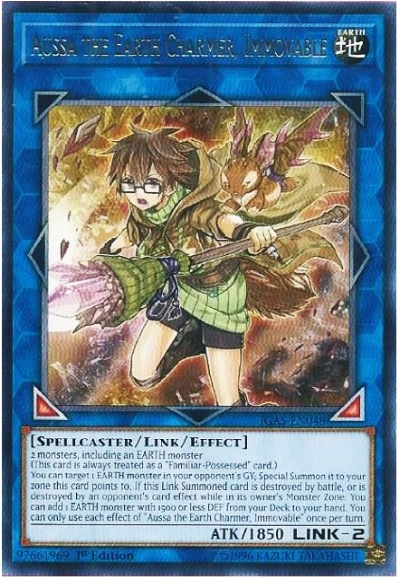 AUSSA THE EARTH CHARMER, IMMOVABLE
EARTH
地
IGAS-EN048
[SPELLCASTER/LINK/EFFECT]
2 monsters, including an EARTH monster
(This card is always treated as a "Familiar-Possessed" card.)
You can target 1 EARTH monster in your opponent's GY; Special Summon it to your
zone this card points to. If this Link Summoned card is destroyed by battle, or is
destroyed by an opponent's card effect while in its owner's Monster Zone: You can
add 1 EARTH monster with 1500 or less DEF from your Deck to your hand. You
can only use each effect of "Aussa the Earth Charmer, Immovable" once per turn.
ATK/1850 LINK-2
97661969 1st Edition ©1996 KAZUKI TAKAHASHI